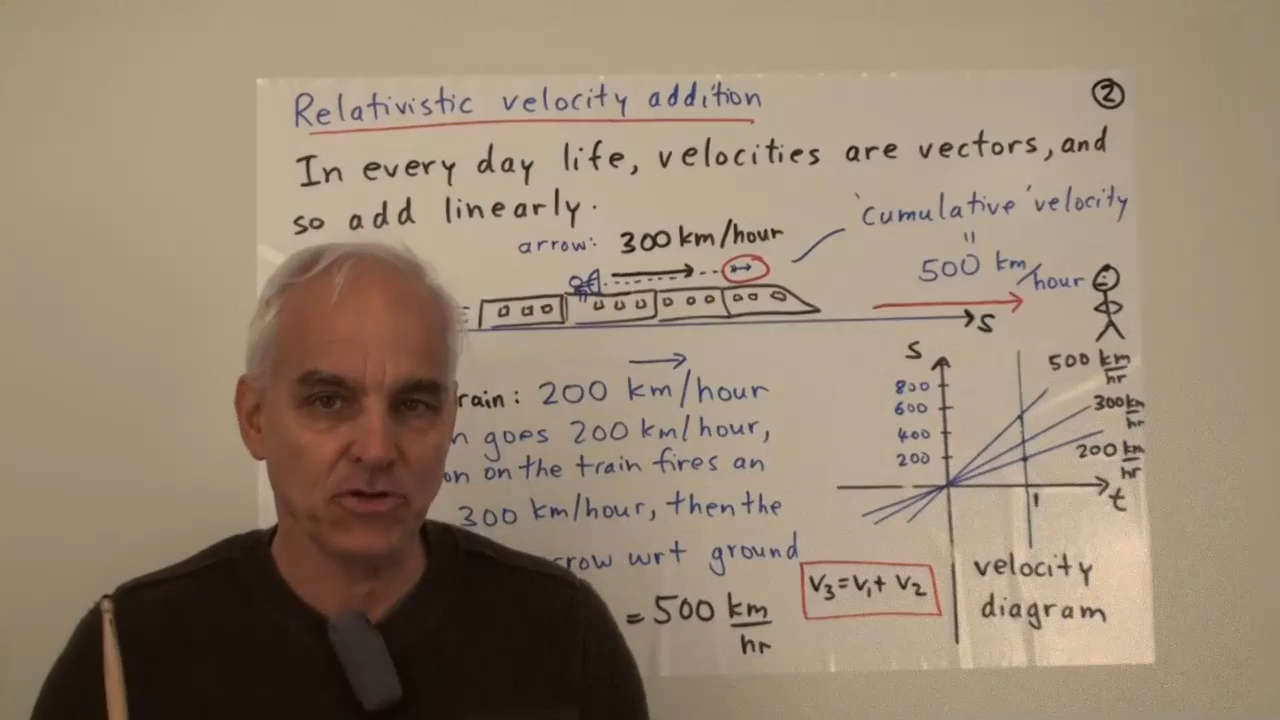 Relativistic velocity addition
②
In every day life, velocities are vectors, and
so add linearly.
'cumulative' velocity
=
500 km/hour
arrow: 300 km/hour
s
rain: 200 km/hour
n goes 200 km/hour,
on on the train fires an
300 km/hour, then the
rrow wrt ground
= 500 km/hr
s
800
600
400
200
500 km/hr
300 km/hr
200 km/hr
1
t
v₃=v₁+v₂
velocity
diagram